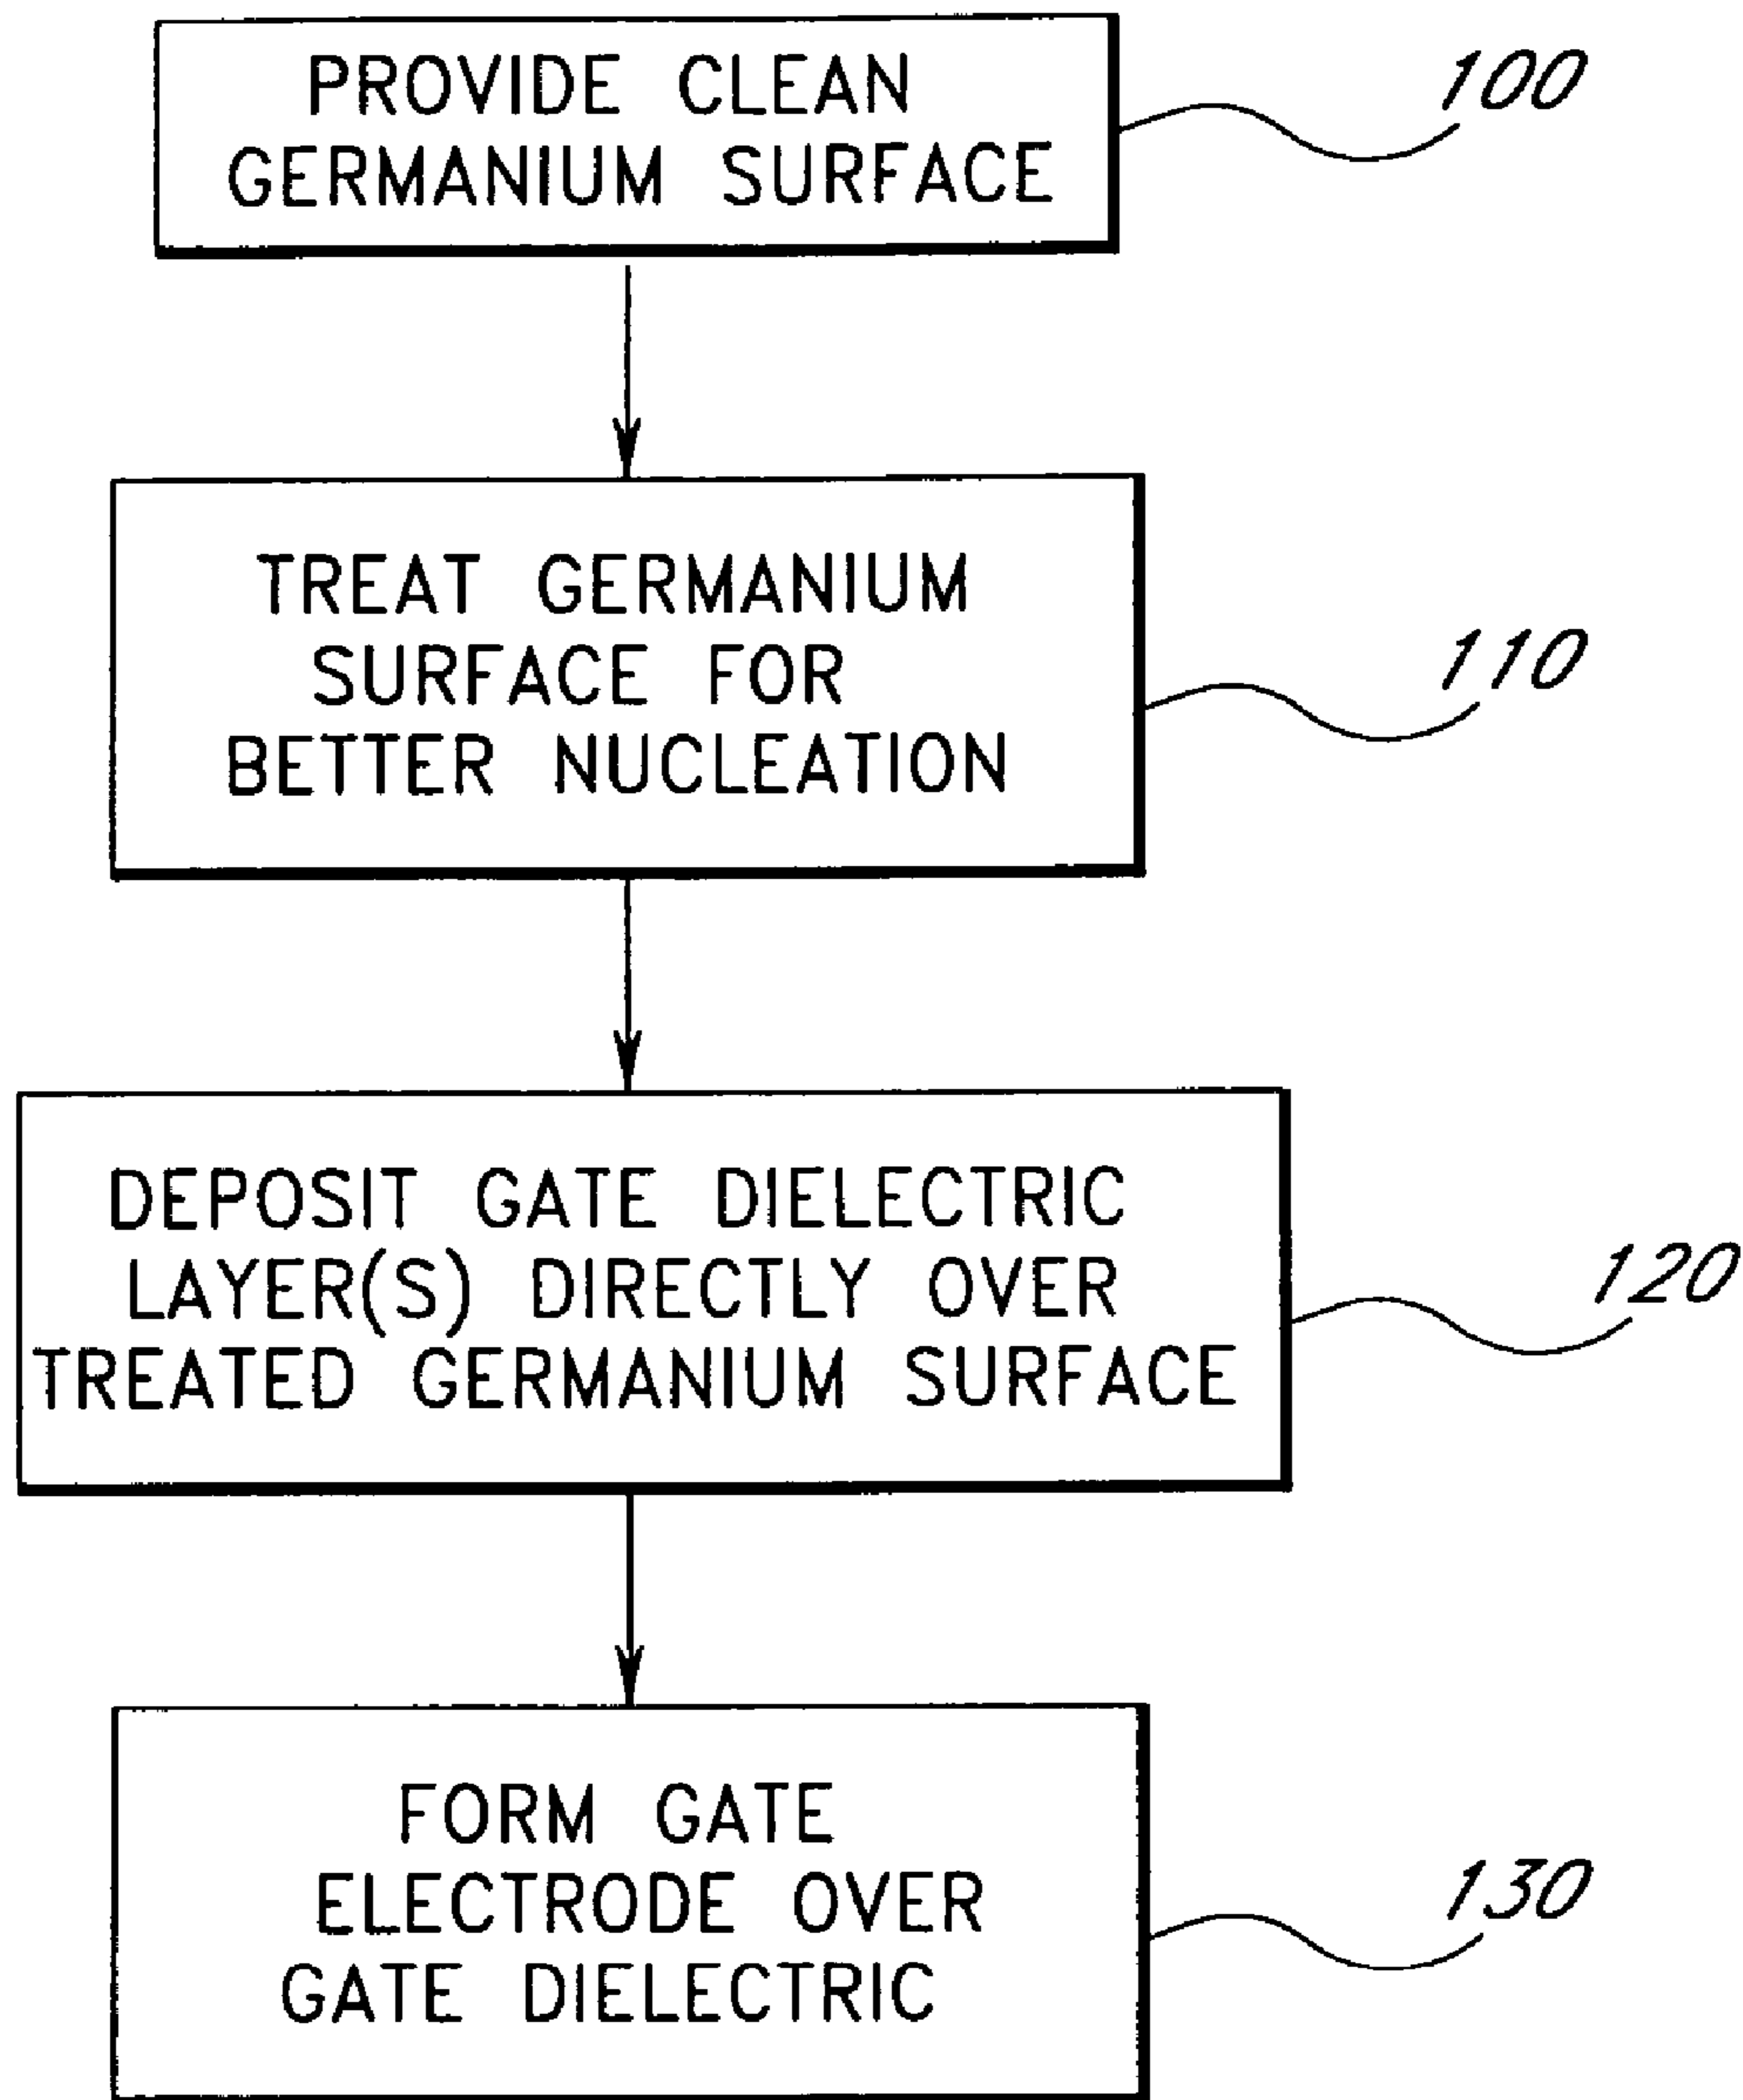 PROVIDE CLEAN
GERMANIUM SURFACE
100
TREAT GERMANIUM
SURFACE FOR
BETTER NUCLEATION
110
DEPOSIT GATE DIELECTRIC
LAYER(S) DIRECTLY OVER
TREATED GERMANIUM SURFACE
120
FORM GATE
ELECTRODE OVER
GATE DIELECTRIC
130